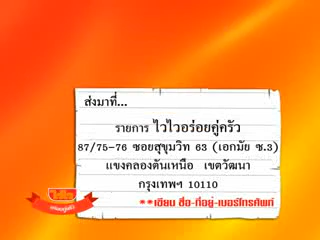 ส่งมาที่...
รายการ ไวไวอร่อยคู่ครัว
87/75-76 ซอยสุขุมวิท 63 (เอกมัย ซ.3)
แขวงคลองตันเหนือ เขตวัฒนา
กรุงเทพฯ 10110
**เขียน ชื่อ-ที่อยู่-เบอร์โทรศัพท์